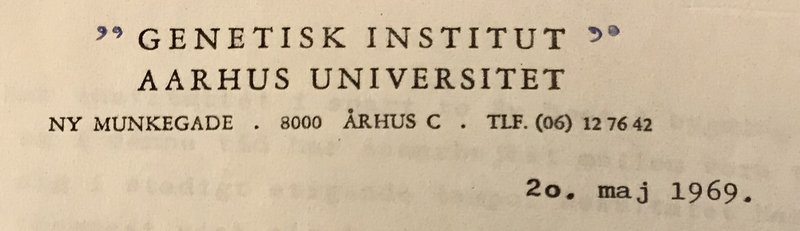 ” GENETISK INSTITUT ”
AARHUS UNIVERSITET
NY MUNKEGADE . 8000 ÅRHUS C . TLF. (06) 12 76 42
2o. maj 1969.